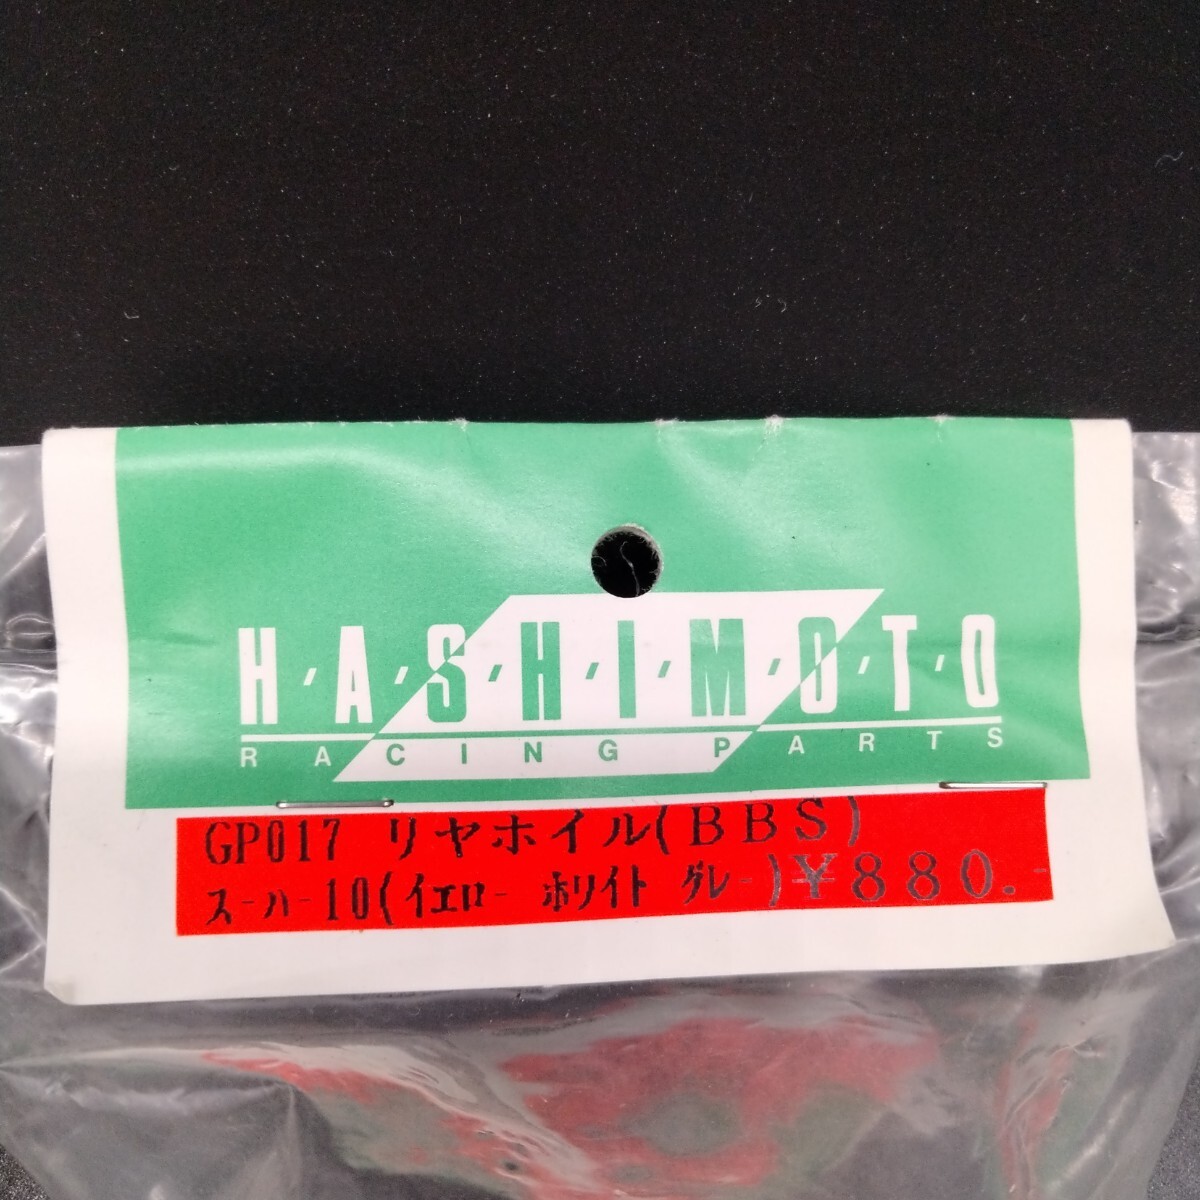 H・A・S・H・I・M・O・T・O
RACING PARTS
GP017 リヤホイル(BBS)
スーハー10(イエロー ホワイト グレー)¥880.-